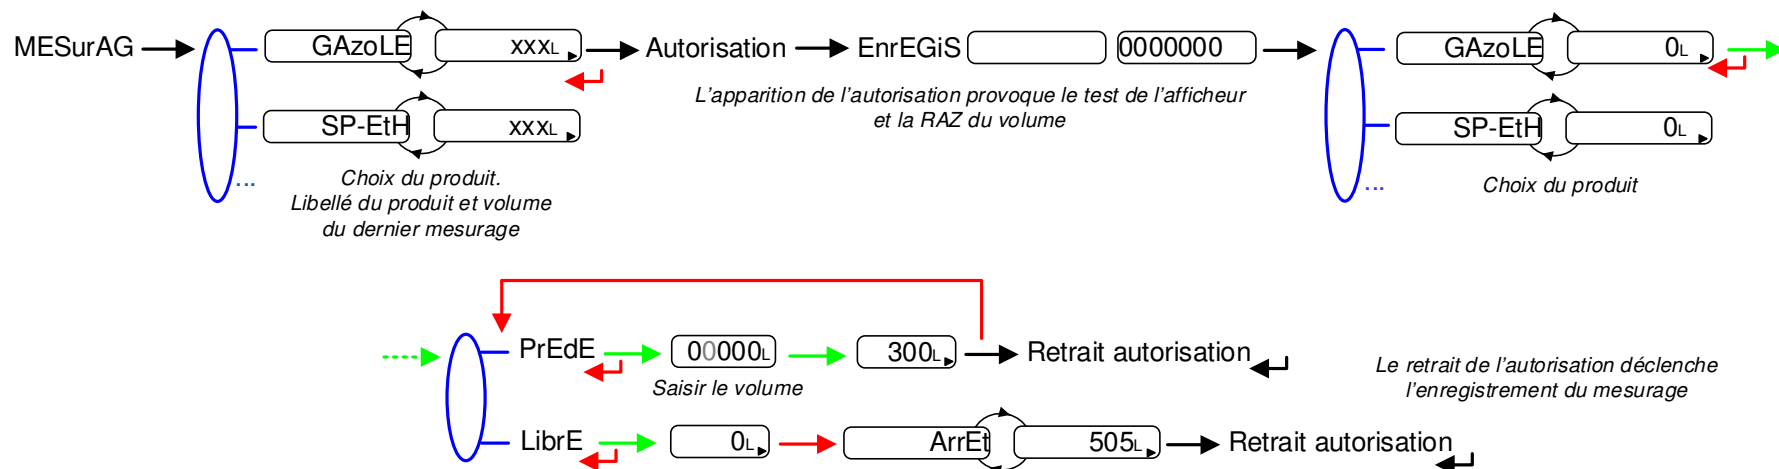 MESurAG
GAzoLE xxxL
Autorisation
EnrEGiS 0000000
GAzoLE 0L
L'apparition de l'autorisation provoque le test de l'afficheur
et la RAZ du volume
SP-EtH xxxL
SP-EtH 0L
...
Choix du produit.
Libellé du produit et volume
du dernier mesurage
...
Choix du produit
PrEdE 00000L 300L Retrait autorisation
Saisir le volume
Le retrait de l'autorisation déclenche
l'enregistrement du mesurage
LibrE 0L ArrEt 505L Retrait autorisation